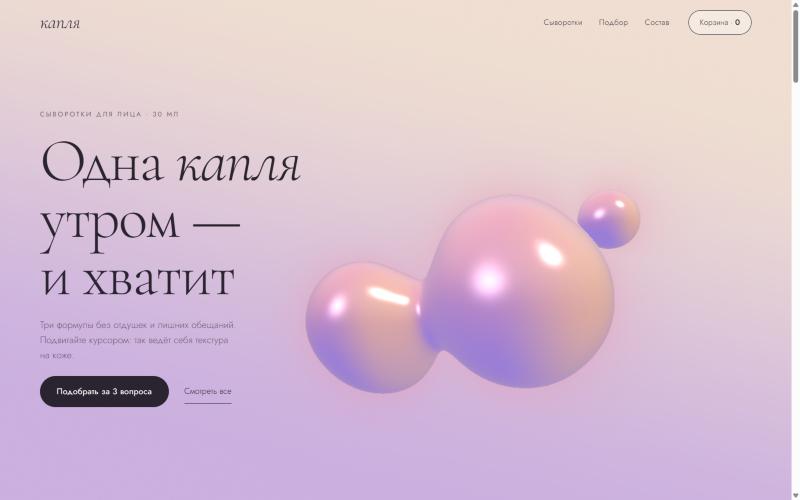 капля
Сыворотки
Подбор
Состав
Корзина · 0
СЫВОРОТКИ ДЛЯ ЛИЦА · 30 МЛ
Одна капля
утром —
и хватит
Три формулы без отдушек и лишних обещаний.
Подвигайте курсором: так ведёт себя текстура
на коже.
Подобрать за 3 вопроса
Смотреть все